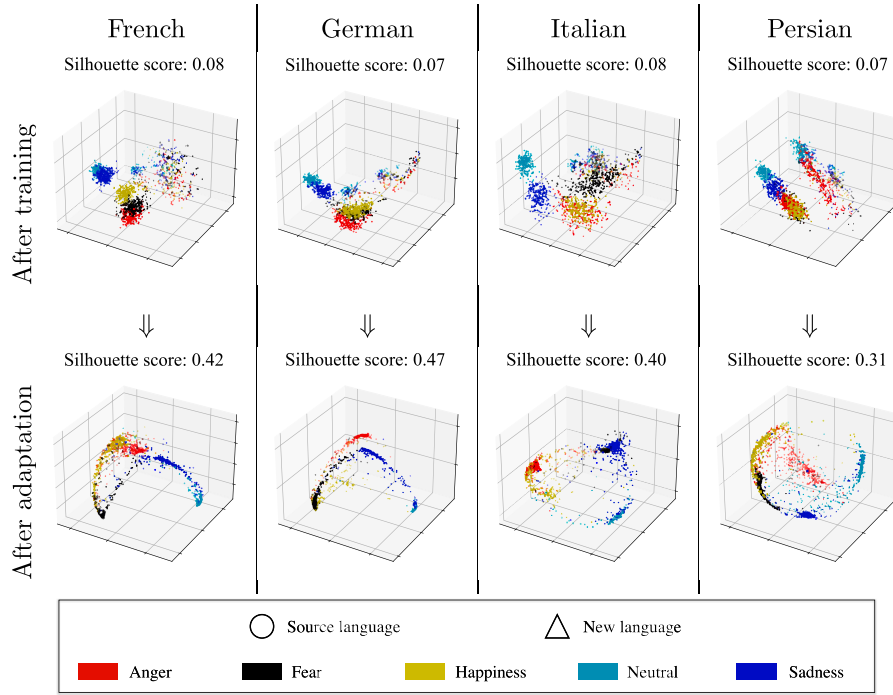 French German Italian Persian
Silhouette score: 0.08 Silhouette score: 0.07 Silhouette score: 0.08 Silhouette score: 0.07
After training
⇓ ⇓ ⇓ ⇓
Silhouette score: 0.42 Silhouette score: 0.47 Silhouette score: 0.40 Silhouette score: 0.31
After adaptation
Source language New language
Anger Fear Happiness Neutral Sadness